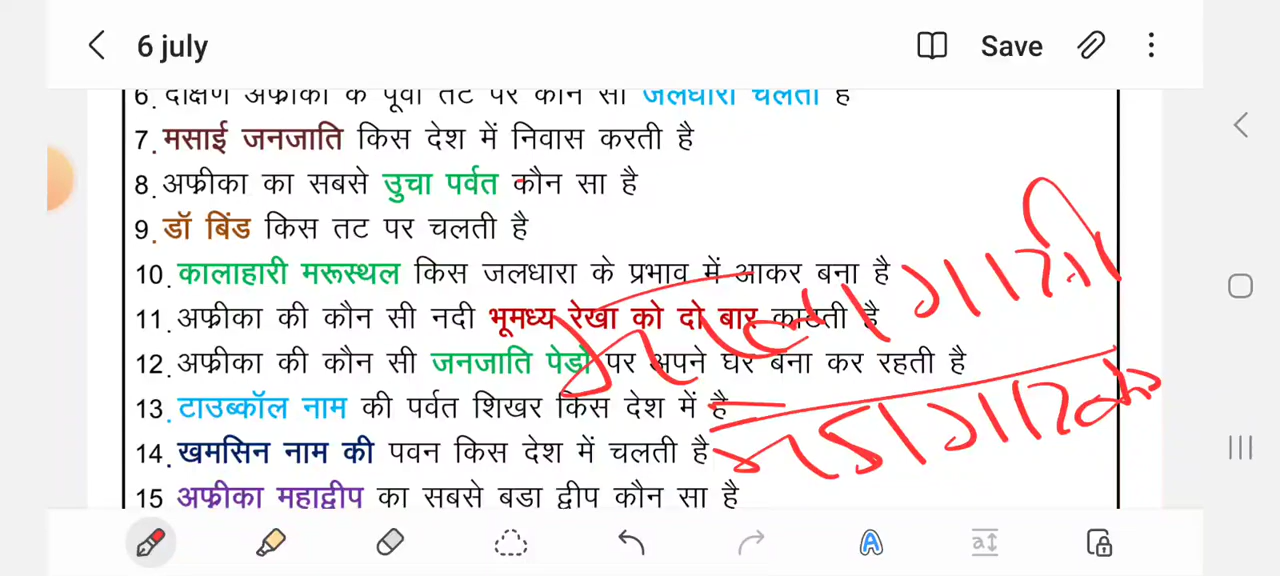 6 july
Save
6. दक्षिण अफ्रीका के पूर्वी तट पर कौन सी जलधारा चलती है
7. मसाई जनजाति किस देश में निवास करती है
8. अफ्रीका का सबसे उचा पर्वत कौन सा है
9. डॉ बिंड किस तट पर चलती है
10. कालाहारी मरूस्थल किस जलधारा के प्रभाव में आकर बना है
11. अफ्रीका की कौन सी नदी भूमध्य रेखा को दो बार काटती है
12. अफ्रीका की कौन सी जनजाति पेडो पर अपने घर बना कर रहती है
13. टाउब्कॉल नाम की पर्वत शिखर किस देश में है
14. खमसिन नाम की पवन किस देश में चलती है
15 अफ्रीका महाद्वीप का सबसे बडा द्वीप कौन सा है